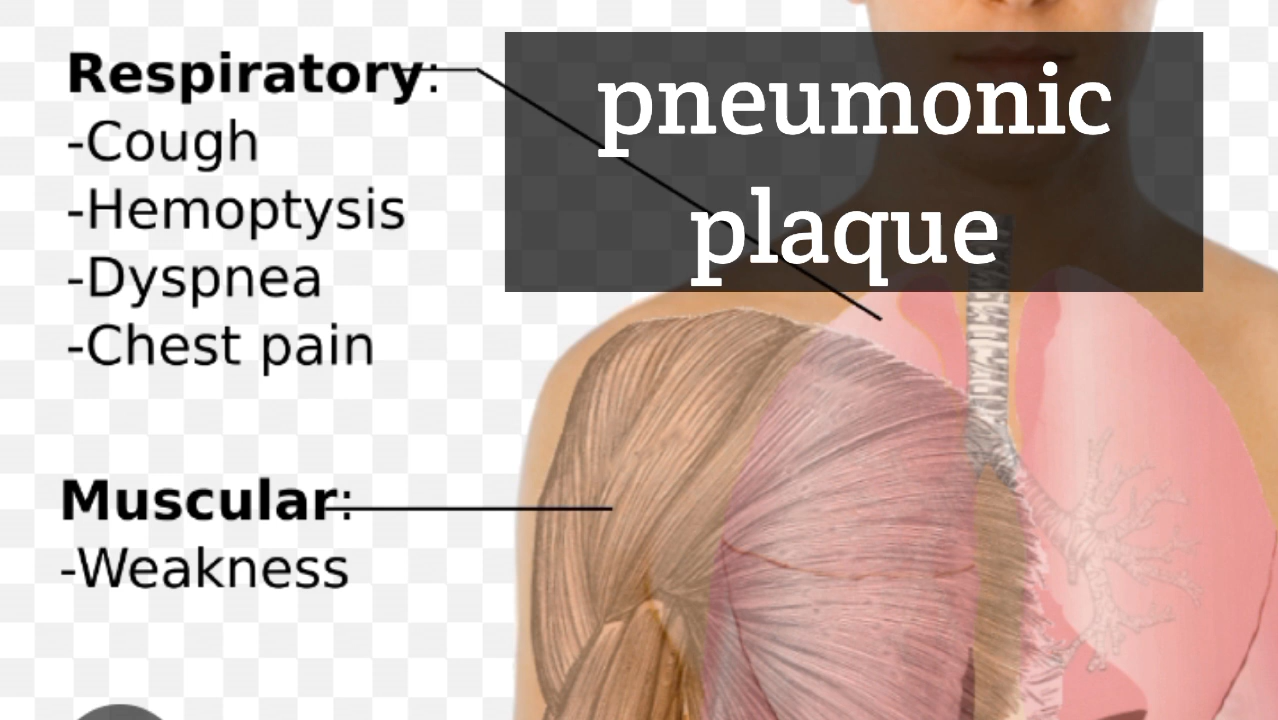 Respiratory:
-Cough
-Hemoptysis
-Dyspnea
-Chest pain
Muscular:
-Weakness
pneumonic
plaque